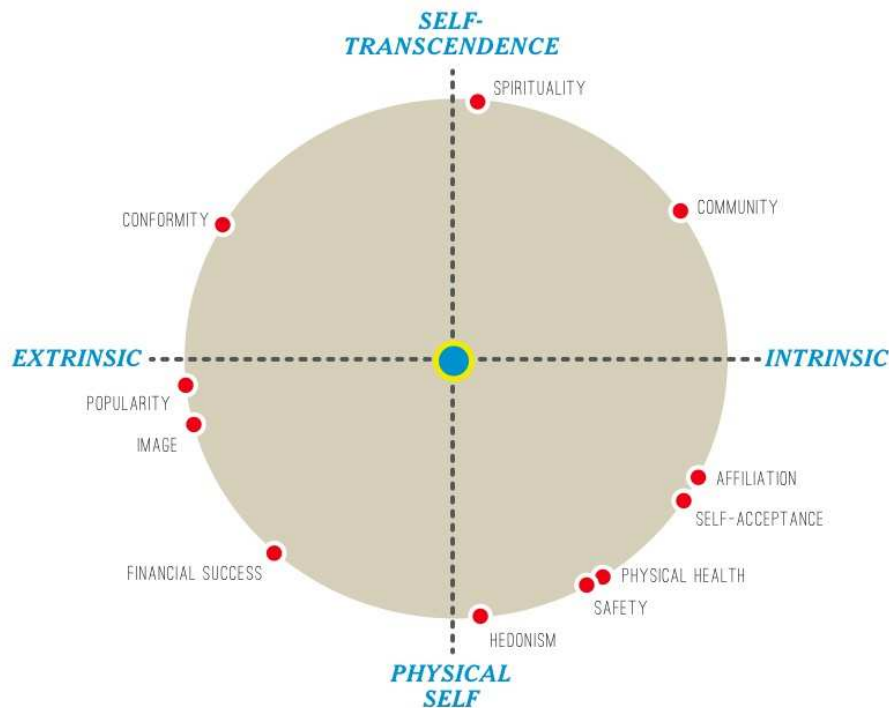 SELF-
TRANSCENDENCE
SPIRITUALITY
COMMUNITY
CONFORMITY
EXTRINSIC
INTRINSIC
POPULARITY
IMAGE
AFFILIATION
SELF-ACCEPTANCE
FINANCIAL SUCCESS
PHYSICAL HEALTH
SAFETY
HEDONISM
PHYSICAL
SELF